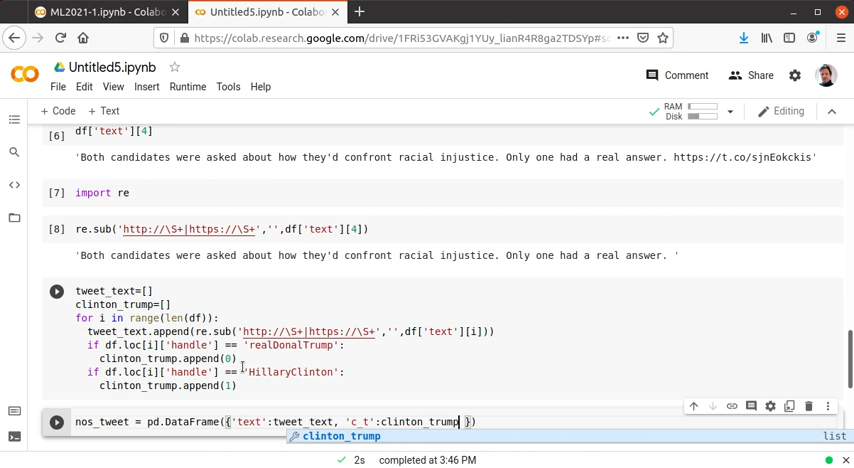 ML2021-1.ipynb - Colabo
Untitled5.ipynb - Collabo
https://colab.research.google.com/drive/1FRi53GVAKgj1YUy_lianR4R8ga2TDSYp#sc
Untitled5.ipynb
File Edit View Insert Runtime Tools Help
Comment Share
+ Code + Text
RAM
Disk
Editing
[6] df['text'][4]
'Both candidates were asked about how they'd confront racial injustice. Only one had a real answer. https://t.co/sjnEokckis'
[7] import re
[8] re.sub('http://\S+|https://\S+','',df['text'][4])
'Both candidates were asked about how they'd confront racial injustice. Only one had a real answer. '
tweet_text=[]
clinton_trump=[]
for i in range(len(df)):
tweet_text.append(re.sub('http://\S+|https://\S+','',df['text'][i]))
if df.loc[i]['handle'] == 'realDonalTrump':
clinton_trump.append(0)
if df.loc[i]['handle'] == 'HillaryClinton':
clinton_trump.append(1)
nos_tweet = pd.DataFrame({'text':tweet_text, 'c_t':clinton_trump })
clinton_trump list
2s completed at 3:46 PM